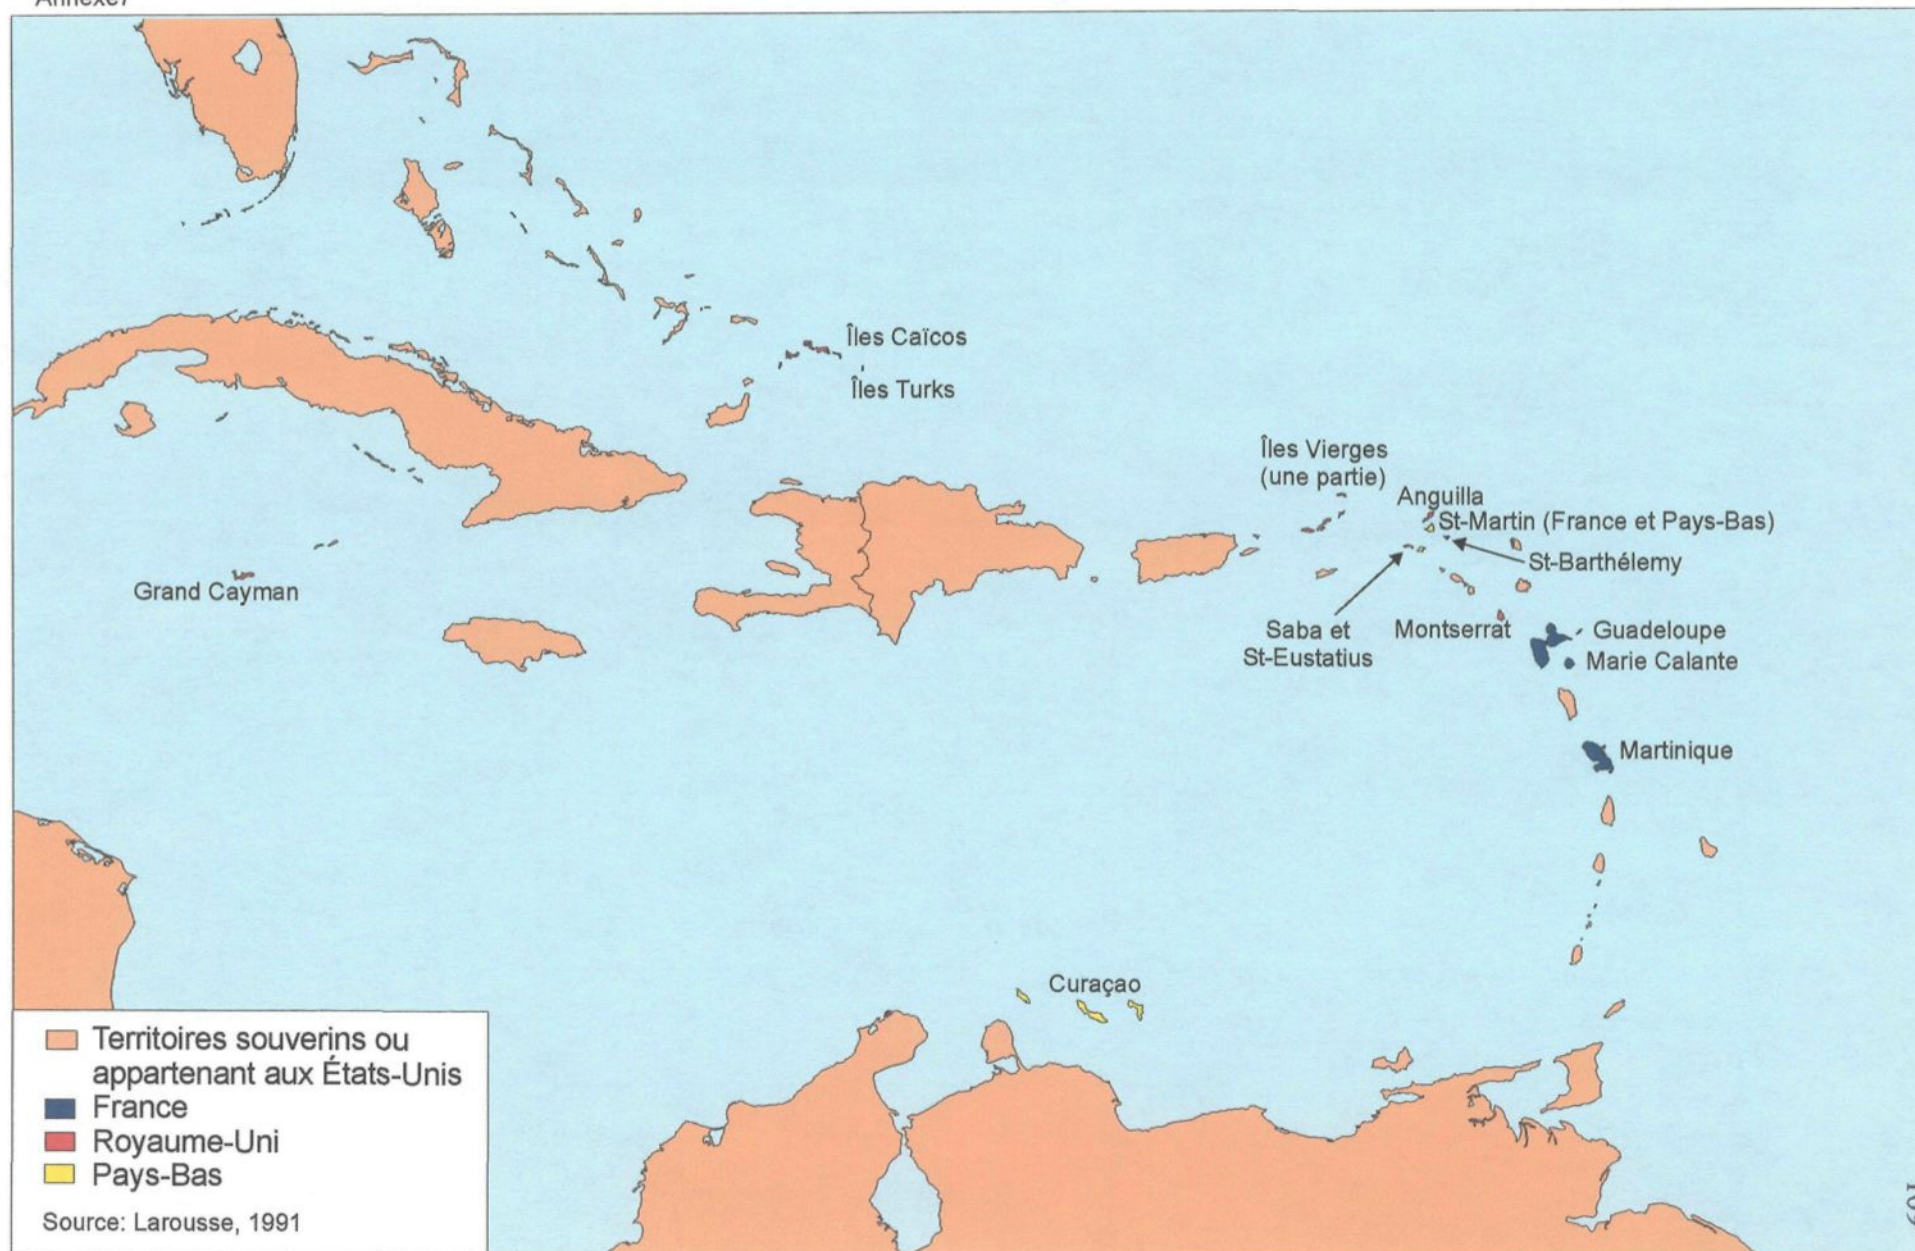 Annexe7
Îles Caïcos
Îles Turks
Îles Vierges
(une partie)
Anguilla
St-Martin (France et Pays-Bas)
St-Barthélemy
Grand Cayman
Saba et
St-Eustatius
Montserrat
Guadeloupe
Marie Calante
Martinique
Curaçao
Territoires souverins ou
appartenant aux États-Unis
France
Royaume-Uni
Pays-Bas
Source: Larousse, 1991
109